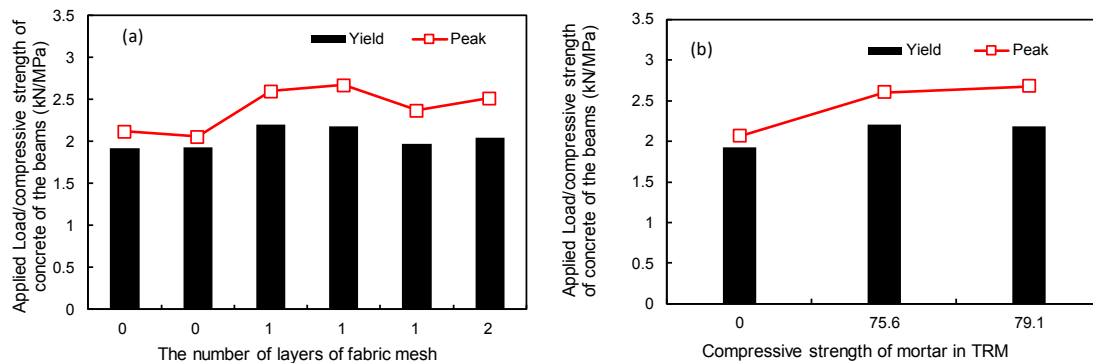 Applied Load/compressive strength of
concrete of the beams (kN/MPa)
3.5
3
2.5
2
1.5
1
0.5
0
(a)
Yield
Peak
0 0 1 1 1 2
The number of layers of fabric mesh
Applied Load/compressive strength
of concrete of the beams (kN/MPa)
3.5
3
2.5
2
1.5
1
0.5
0
(b)
Yield
Peak
0 75.6 79.1
Compressive strength of mortar in TRM